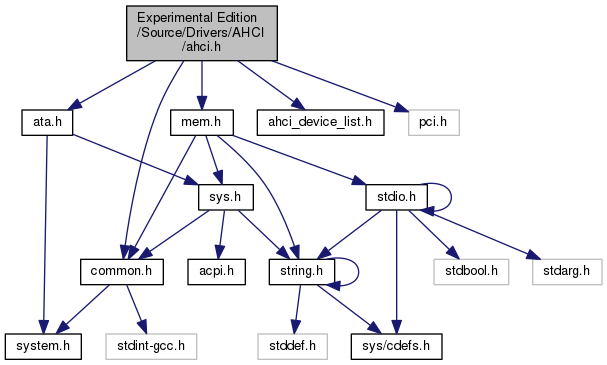 Experimental Edition
/Source/Drivers/AHCI
/ahci.h
ata.h
mem.h
ahci_device_list.h
pci.h
sys.h
stdio.h
common.h
acpi.h
string.h
stdbool.h
stdarg.h
system.h
stdint-gcc.h
stddef.h
sys/cdefs.h